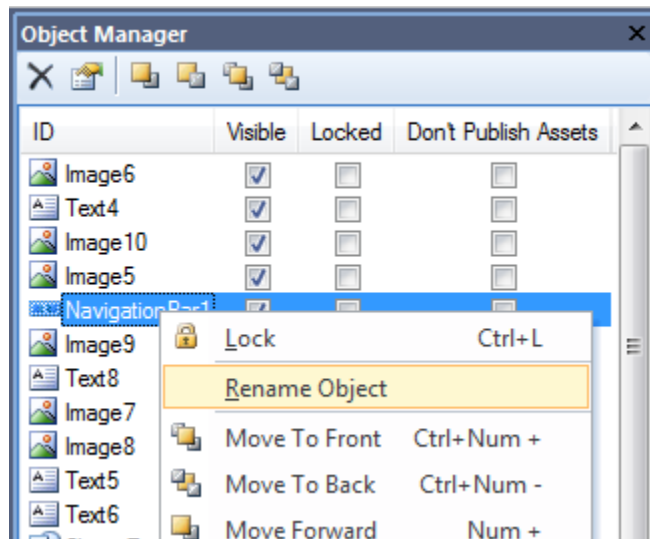 Object Manager
ID Visible Locked Don't Publish Assets
Image6
Text4
Image10
Image5
NavigationBar1
Image9
Text8
Image7
Image8
Text5
Text6
Lock Ctrl+L
Rename Object
Move To Front Ctrl+Num +
Move To Back Ctrl+Num -
Move Forward Num +